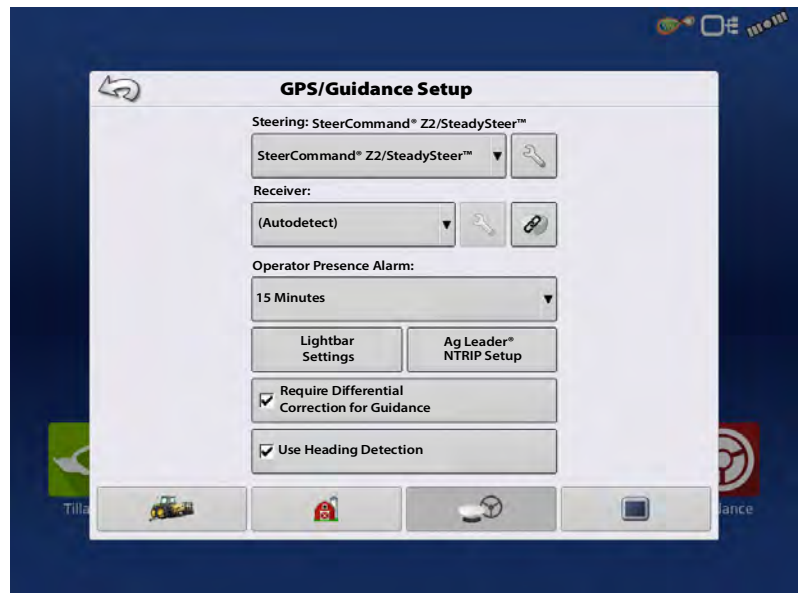 GPS/Guidance Setup
Steering: SteerCommand® Z2/SteadySteer™
SteerCommand® Z2/SteadySteer™
Receiver:
(Autodetect)
Operator Presence Alarm:
15 Minutes
Lightbar
Settings
Ag Leader®
NTRIP Setup
Require Differential
Correction for Guidance
Use Heading Detection
Tilla
dance